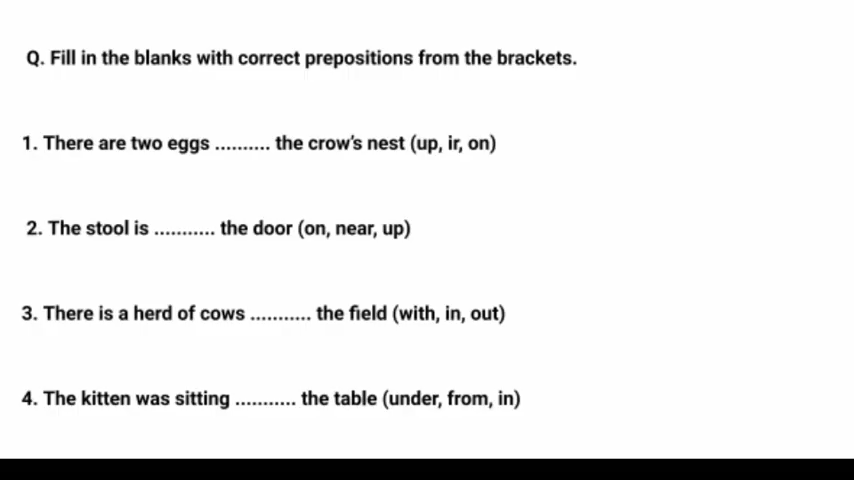 Q. Fill in the blanks with correct prepositions from the brackets.
1. There are two eggs .......... the crow's nest (up, ir, on)
2. The stool is ........... the door (on, near, up)
3. There is a herd of cows ........... the field (with, in, out)
4. The kitten was sitting ........... the table (under, from, in)